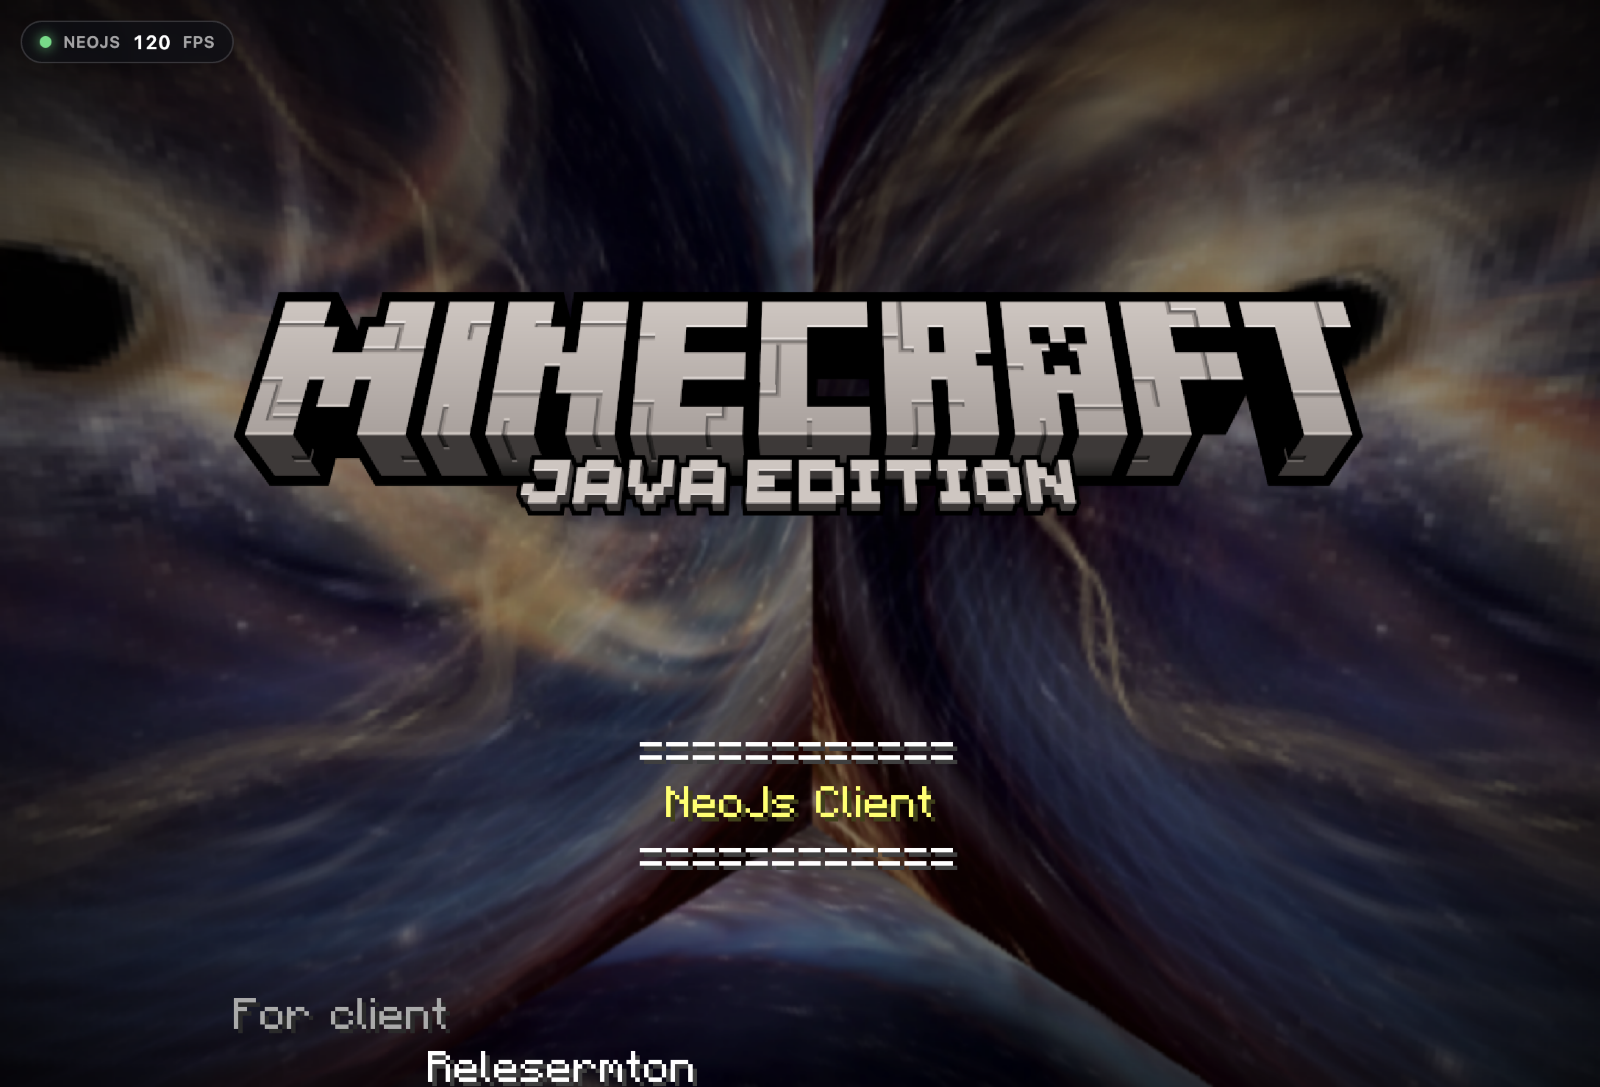 NEOJS 120 FPS
MINECRAFT
JAVA EDITION
============
NeoJs Client
============
For client
Relesermton